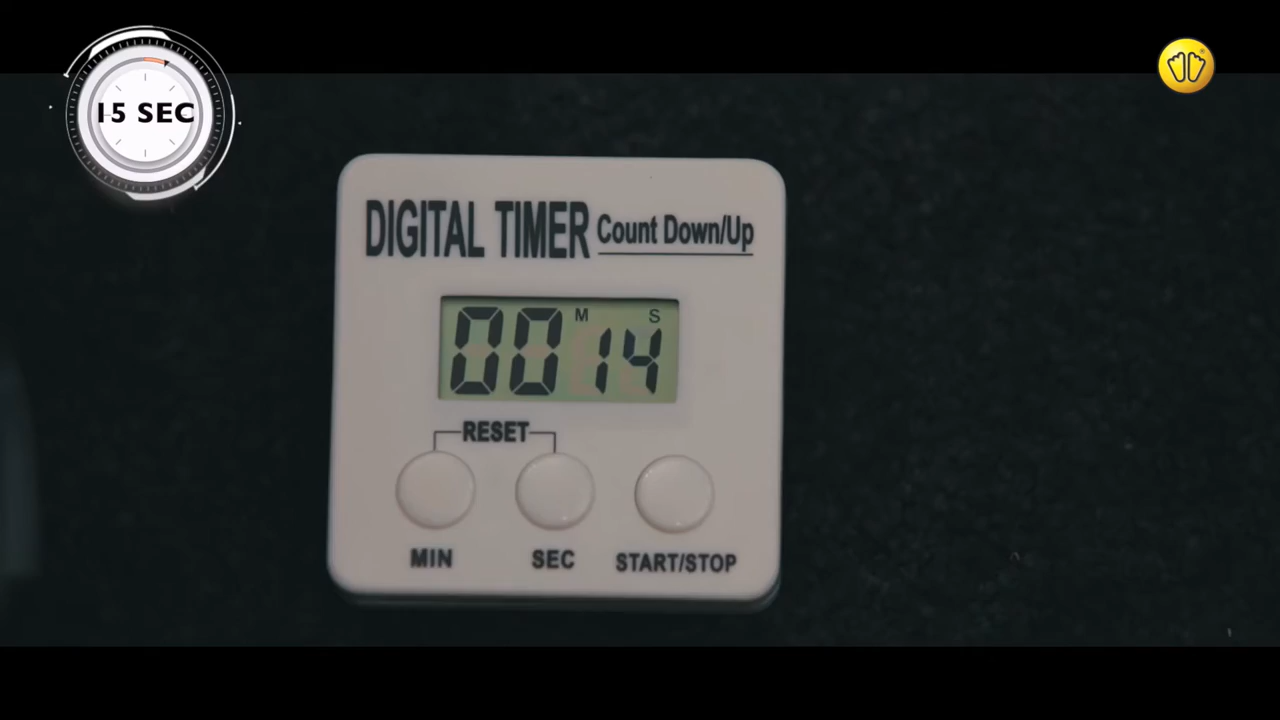 15 SEC
DIGITAL TIMER Count Down/Up
M S
00 14
RESET
MIN SEC START/STOP